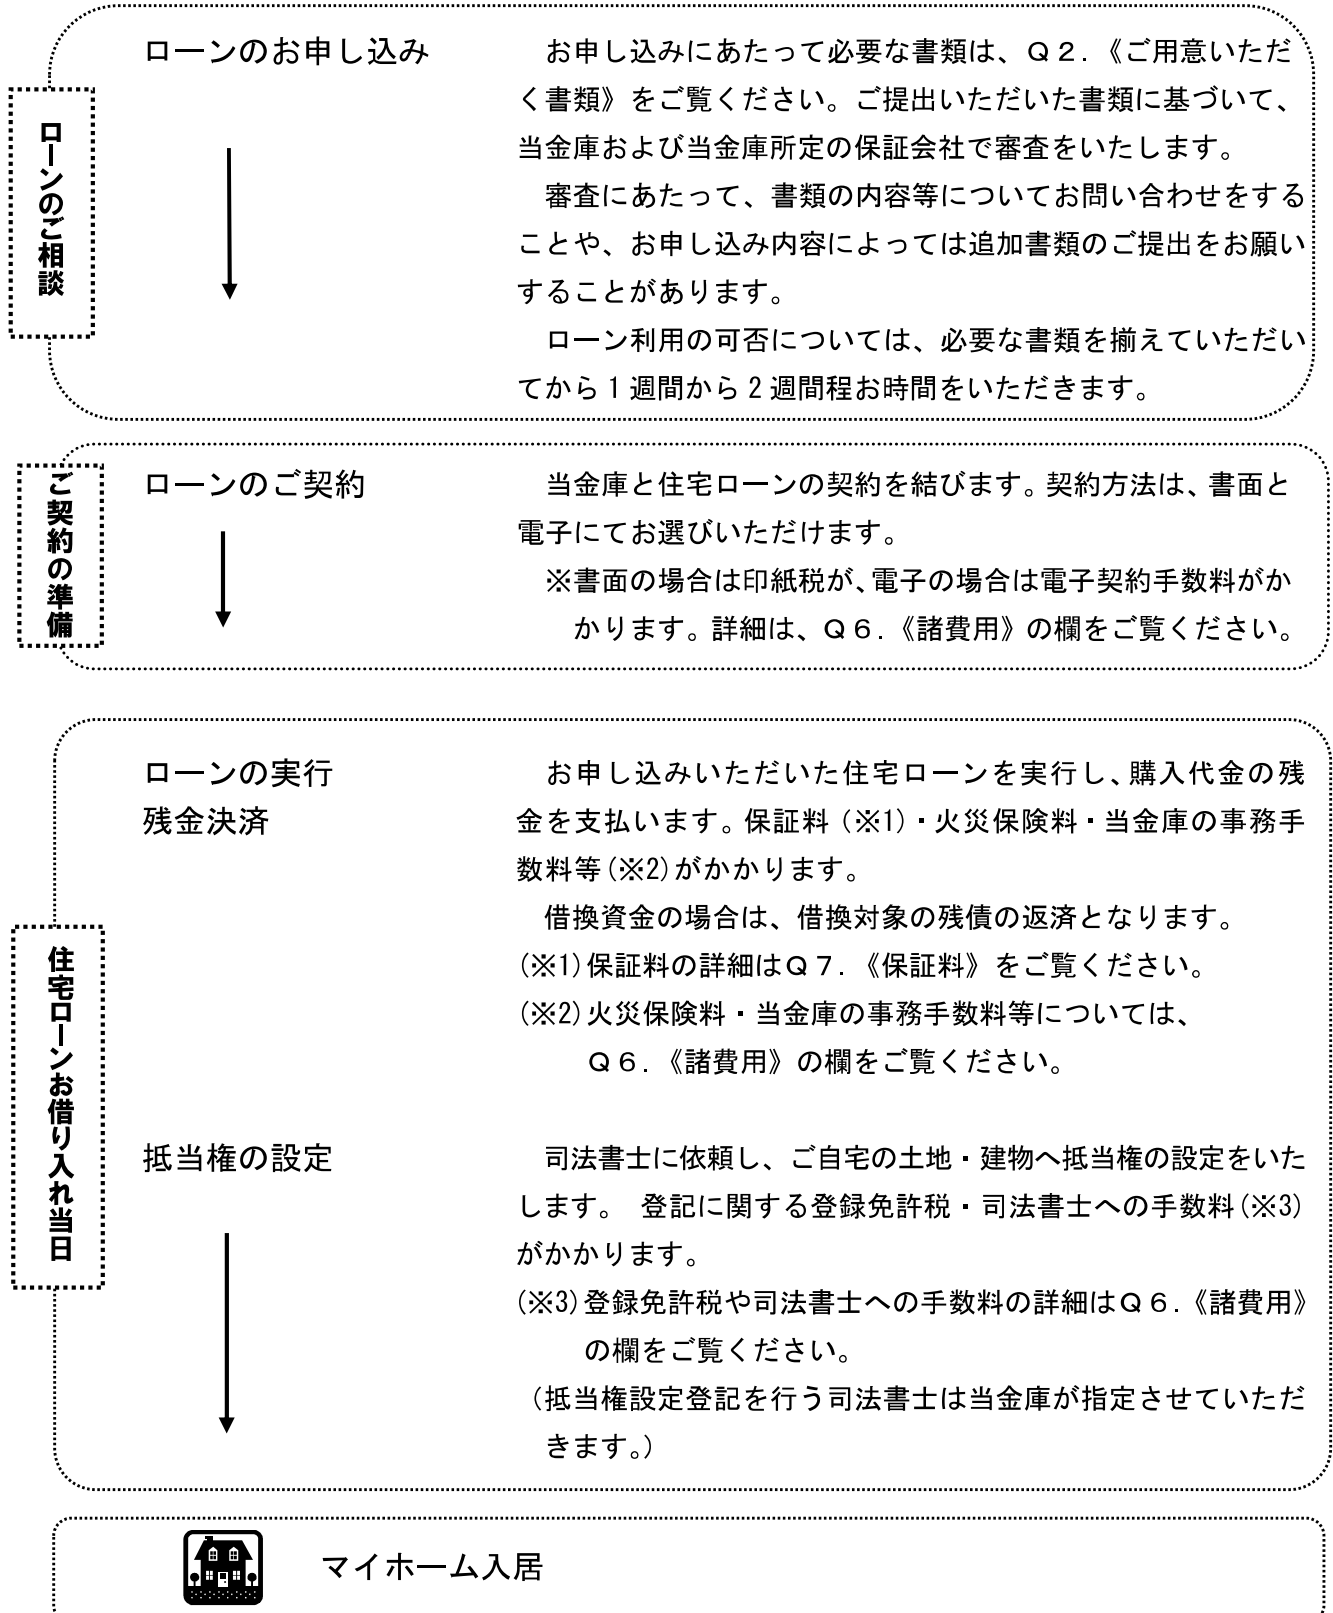 ローンのご相談
ローンのお申し込み
お申し込みにあたって必要な書類は、Ｑ２．《ご用意いただ
く書類》をご覧ください。ご提出いただいた書類に基づいて、
当金庫および当金庫所定の保証会社で審査をいたします。
審査にあたって、書類の内容等についてお問い合わせをする
ことや、お申し込み内容によっては追加書類のご提出をお願い
することがあります。
ローン利用の可否については、必要な書類を揃えていただい
てから１週間から２週間程お時間をいただきます。
ご契約の準備
ローンのご契約
当金庫と住宅ローンの契約を結びます。契約方法は、書面と
電子にてお選びいただけます。
※書面の場合は印紙税が、電子の場合は電子契約手数料がか
かります。詳細は、Ｑ６．《諸費用》の欄をご覧ください。
住宅ローンお借り入れ当日
ローンの実行
残金決済
お申し込みいただいた住宅ローンを実行し、購入代金の残
金を支払います。保証料(※1)・火災保険料・当金庫の事務手
数料等(※2)がかかります。
借換資金の場合は、借換対象の残債の返済となります。
(※1)保証料の詳細はＱ７．《保証料》をご覧ください。
(※2)火災保険料・当金庫の事務手数料等については、
Ｑ６．《諸費用》の欄をご覧ください。
抵当権の設定
司法書士に依頼し、ご自宅の土地・建物へ抵当権の設定をいた
します。 登記に関する登録免許税・司法書士への手数料(※3)
がかかります。
(※3)登録免許税や司法書士への手数料の詳細はＱ６．《諸費用》
の欄をご覧ください。
（抵当権設定登記を行う司法書士は当金庫が指定させていただ
きます。）
マイホーム入居